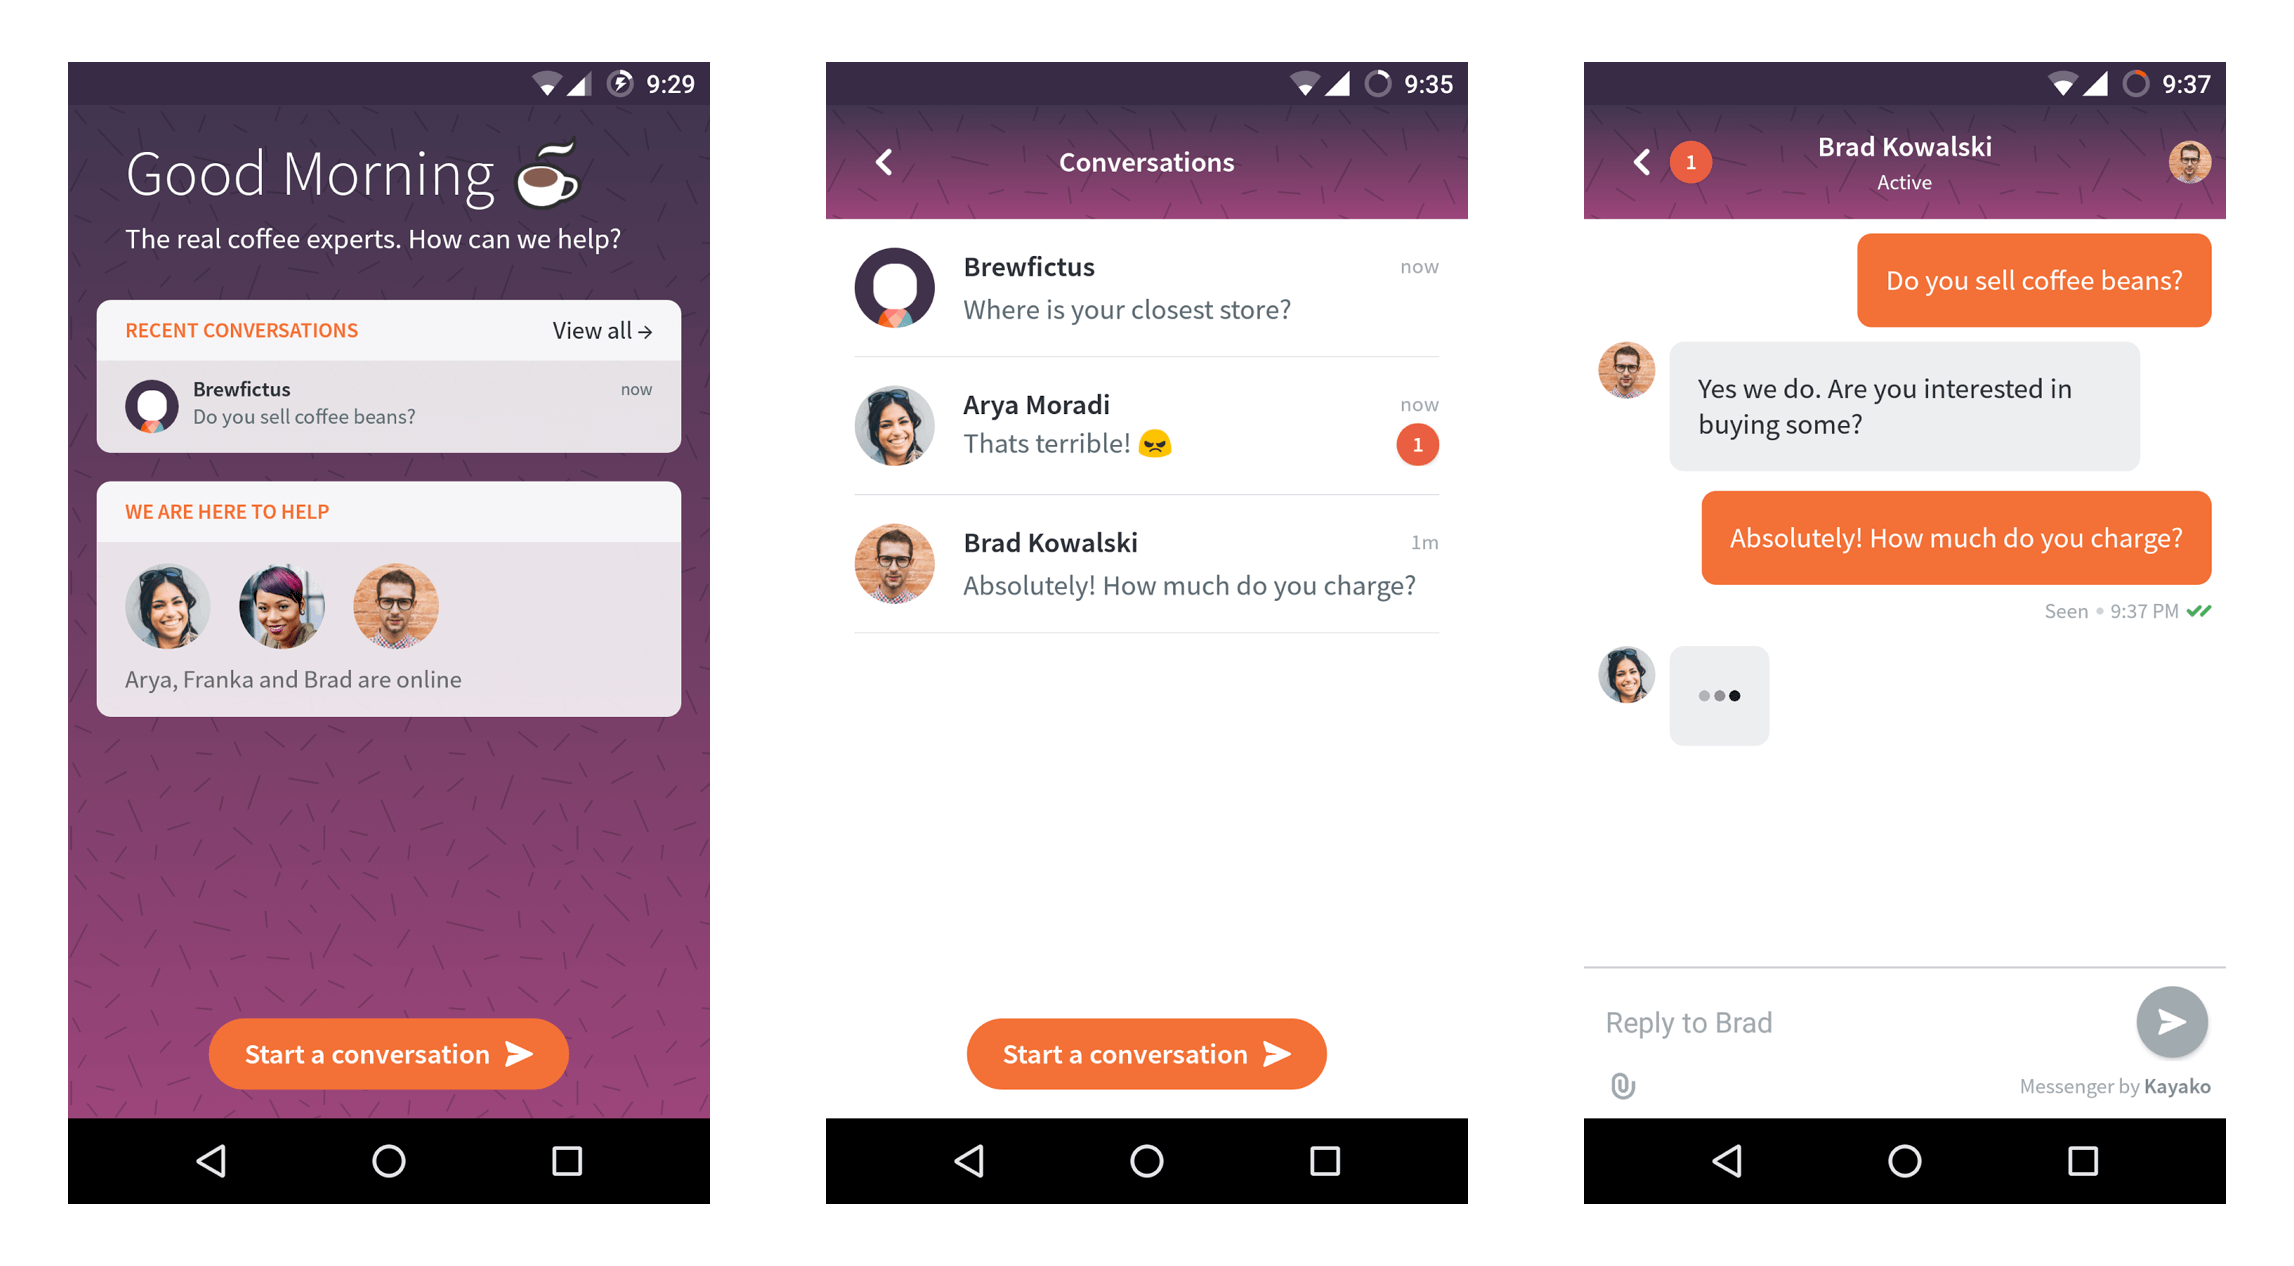 9:29
Good Morning
The real coffee experts. How can we help?
RECENT CONVERSATIONS View all →
Brewfictus now
Do you sell coffee beans?
WE ARE HERE TO HELP
Arya, Franka and Brad are online
Start a conversation
9:35
Conversations
Brewfictus now
Where is your closest store?
Arya Moradi now
Thats terrible! 😠 1
Brad Kowalski 1m
Absolutely! How much do you charge?
Start a conversation
9:37
1 Brad Kowalski
Active
Do you sell coffee beans?
Yes we do. Are you interested in
buying some?
Absolutely! How much do you charge?
Seen • 9:37 PM
Reply to Brad
Messenger by Kayako